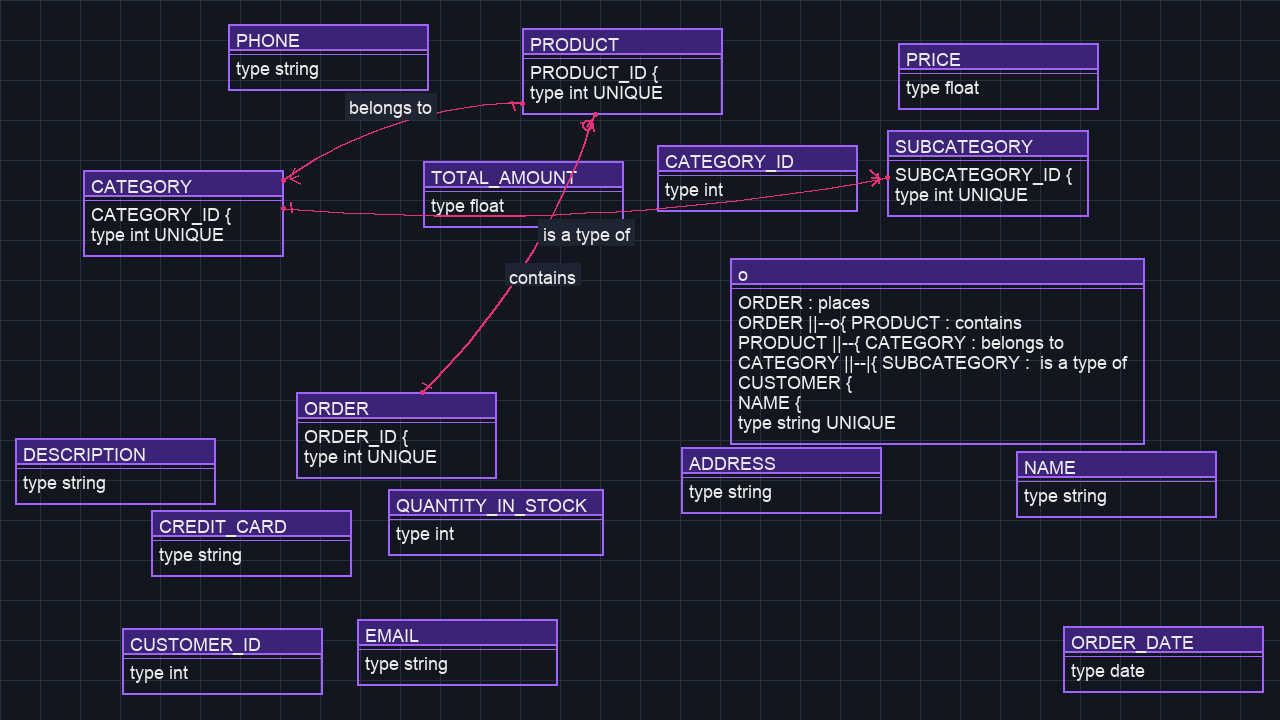 PHONE
type string
PRODUCT
PRODUCT_ID {
type int UNIQUE
PRICE
type float
belongs to
CATEGORY
CATEGORY_ID {
type int UNIQUE
TOTAL_AMOUNT
type float
CATEGORY_ID
type int
SUBCATEGORY
SUBCATEGORY_ID {
type int UNIQUE
is a type of
contains
o
ORDER : places
ORDER ||--o{ PRODUCT : contains
PRODUCT ||--{ CATEGORY : belongs to
CATEGORY ||--|{ SUBCATEGORY :  is a type of
CUSTOMER {
NAME {
type string UNIQUE
ORDER
ORDER_ID {
type int UNIQUE
DESCRIPTION
type string
ADDRESS
type string
NAME
type string
QUANTITY_IN_STOCK
type int
CREDIT_CARD
type string
CUSTOMER_ID
type int
EMAIL
type string
ORDER_DATE
type date